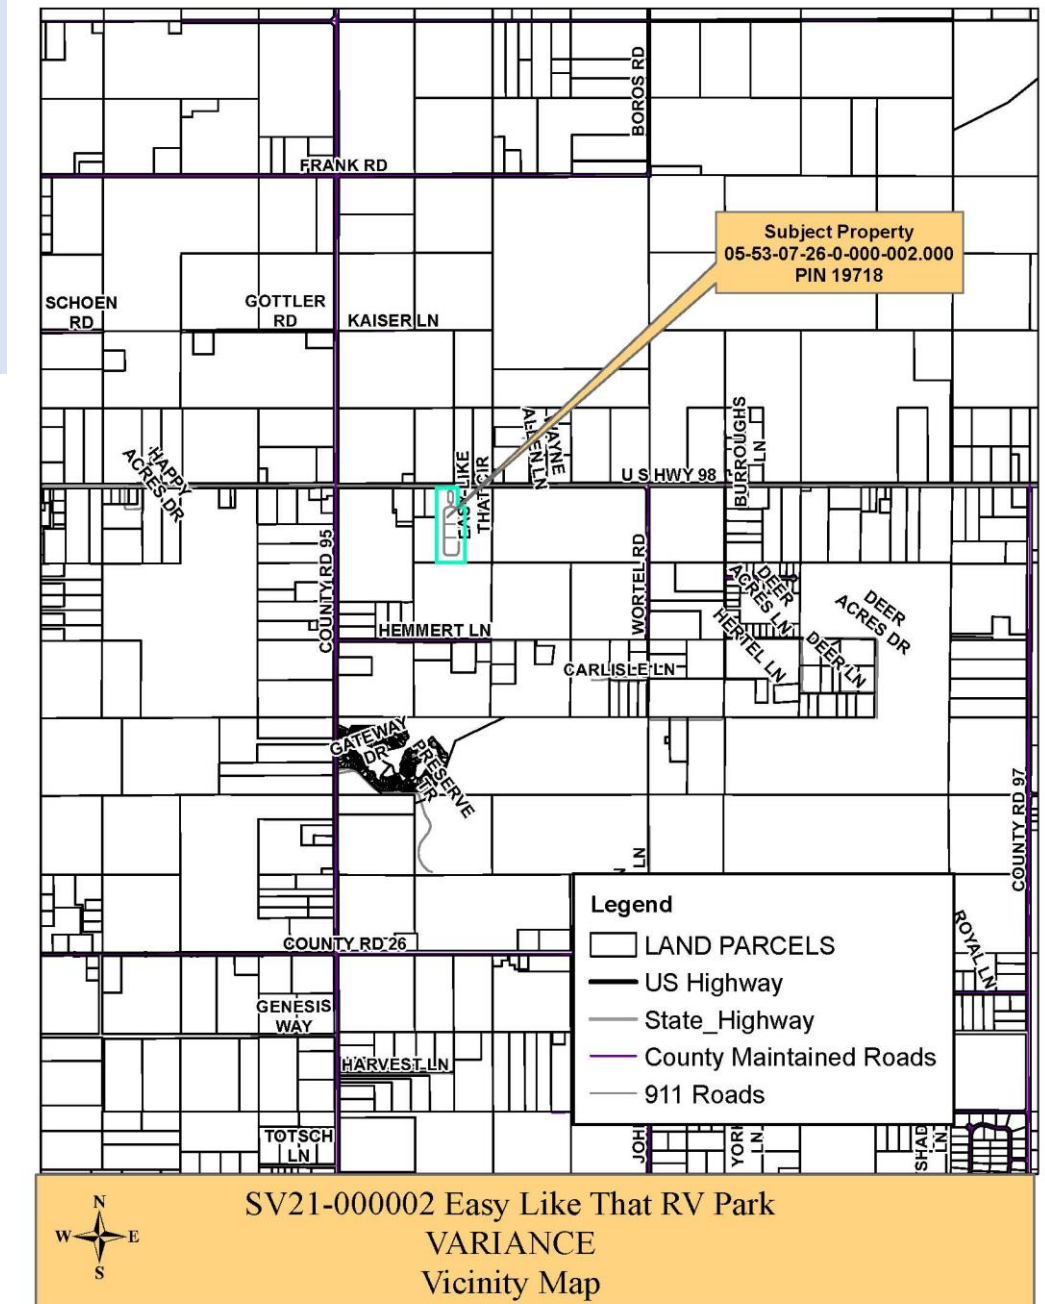 BOROS RD
FRANK RD
Subject Property
05-53-07-26-0-000-002.000
PIN 19718
SCHOEN
RD
GOTTLER
RD
KAISER LN
HAPPY
ACRES DR
EASY LIKE
THAT CIR
ALLEN LN
WAYNE
U S HWY 98
BURROUGHS
LN
COUNTY RD 95
WORTEL RD
HEMMERT LN
CARLISLE LN
DEER
ACRES LN
HERTEL LN
DEER LN
DEER
ACRES DR
GATEWAY
DR
PRESERVE
TR
COUNTY RD 97
LN
COUNTY RD 26
GENESIS
WAY
HARVEST LN
TOTSCH
LN
ROYAL LN
Legend
LAND PARCELS
US Highway
State_Highway
County Maintained Roads
911 Roads
LN
LN
N
W E
S
SV21-000002 Easy Like That RV Park
VARIANCE
Vicinity Map